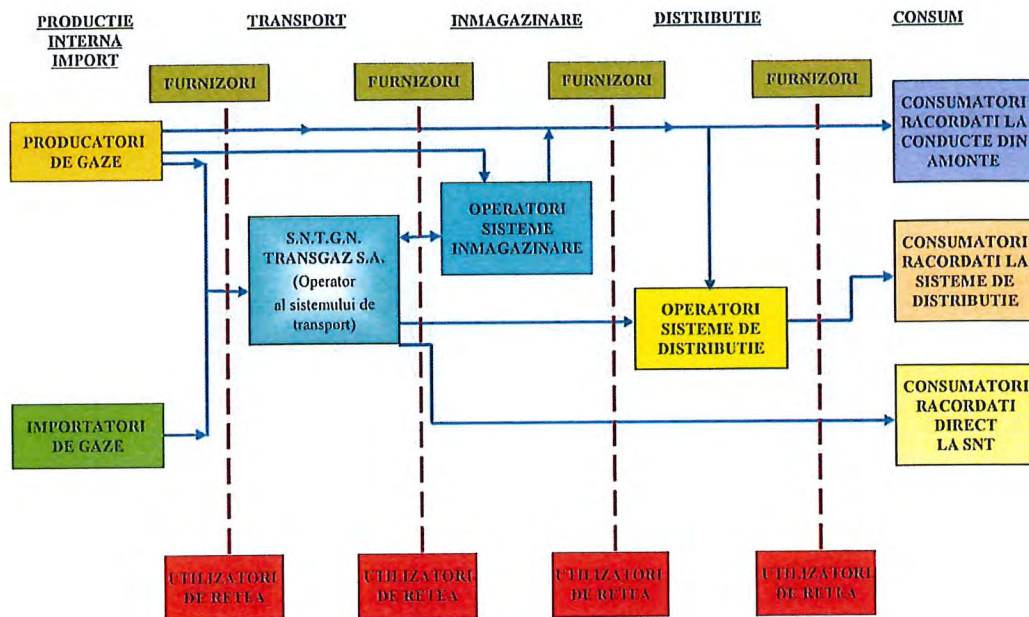 PRODUCTIE
INTERNA
IMPORT
TRANSPORT
INMAGAZINARE
DISTRIBUTIE
CONSUM
FURNIZORI
FURNIZORI
FURNIZORI
FURNIZORI
PRODUCATORI
DE GAZE
CONSUMATORI
RACORDATI LA
CONDUCTE DIN
AMONTE
OPERATORI
SISTEME
INMAGAZINARE
S.N.T.G.N.
TRANSGAZ S.A.
(Operator
al sistemului de
transport)
CONSUMATORI
RACORDATI LA
SISTEME DE
DISTRIBUTIE
OPERATORI
SISTEME DE
DISTRIBUTIE
IMPORTATORI
DE GAZE
CONSUMATORI
RACORDATI
DIRECT
LA SNT
UTILIZATORI
DE RETEA
UTILIZATORI
DE RETEA
UTILIZATORI
DE RETEA
UTILIZATORI
DE RETEA